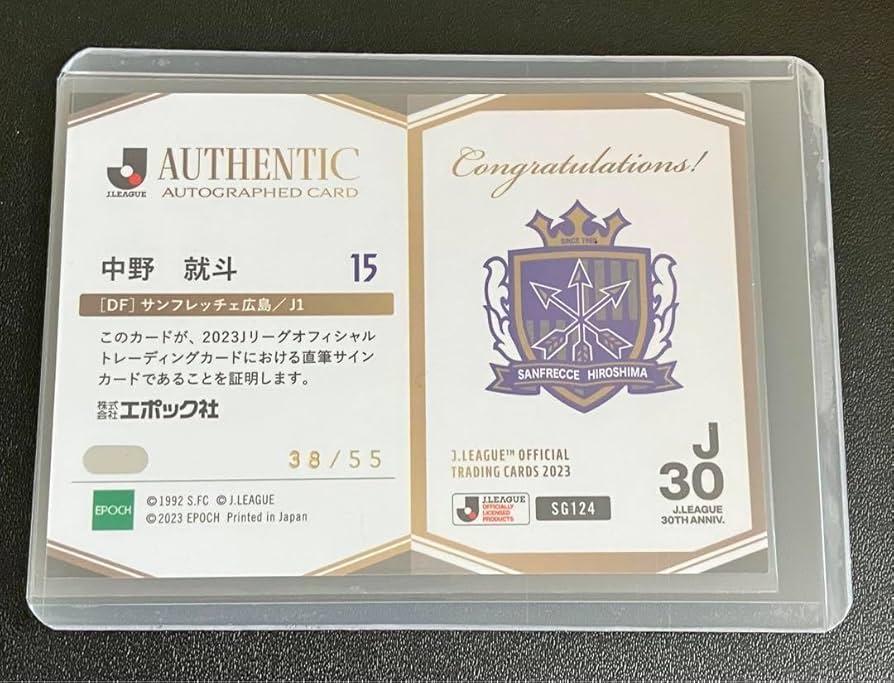 J.LEAGUE
AUTHENTIC
AUTOGRAPHED CARD
中野 就斗 15
[DF] サンフレッチェ広島／J1
このカードが、2023Jリーグオフィシャル
トレーディングカードにおける直筆サイン
カードであることを証明します。
株式会社エポック社
38/55
EPOCH
©1992 S.FC ©J.LEAGUE
©2023 EPOCH Printed in Japan
Congratulations!
SINCE 1992
SANFRECCE HIROSHIMA
J.LEAGUE™ OFFICIAL
TRADING CARDS 2023
J.LEAGUE
OFFICIALLY
LICENSED
PRODUCTS
SG124
J
30
J.LEAGUE
30TH ANNIV.